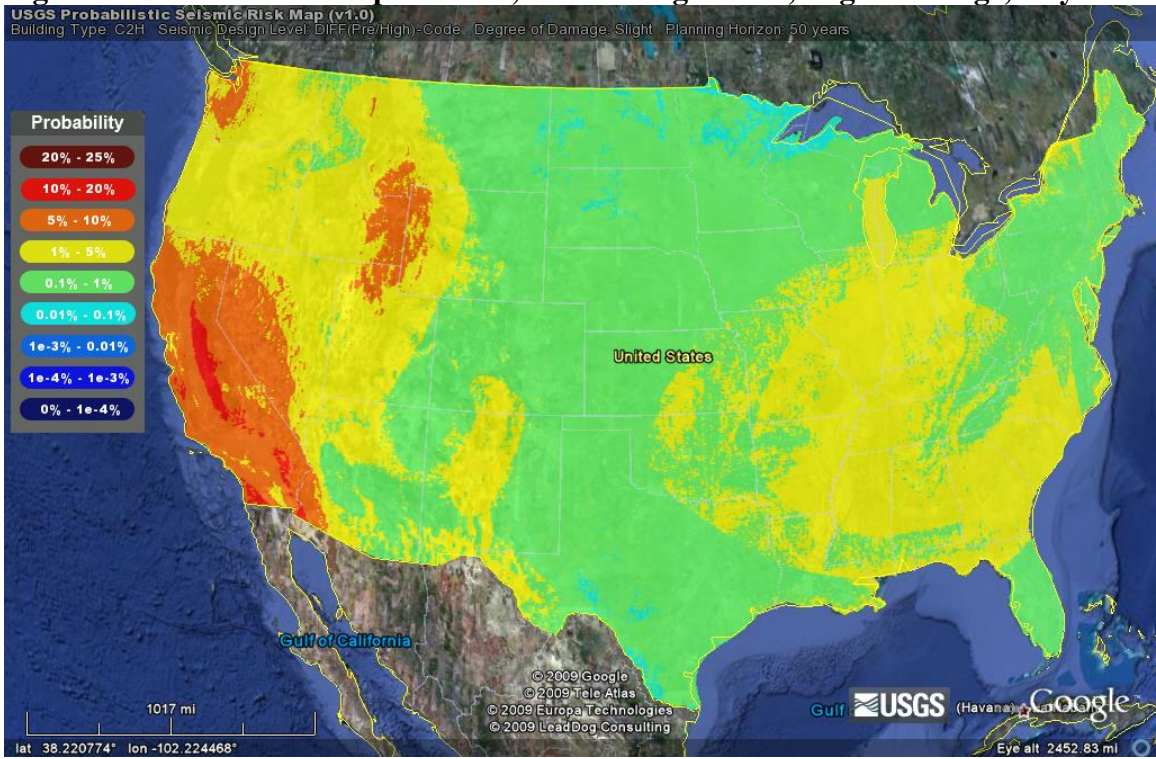 USGS Probabilistic Seismic Risk Map (v1.0)
Building Type: C2H Seismic Design Level: DIFF(Pre/High)-Code Degree of Damage: Slight Planning Horizon: 50 years
Probability
20% - 25%
10% - 20%
5% - 10%
1% - 5%
0.1% - 1%
0.01% - 0.1%
1e-3% - 0.01%
1e-4% - 1e-3%
0% - 1e-4%
United States
Gulf of California
© 2009 Google
© 2009 Tele Atlas
© 2009 Europa Technologies
© 2009 LeadDog Consulting
1017 mi
Gulf
USGS
(Havana)
Google
lat 38.220774° lon -102.224468°
Eye alt 2452.83 mi